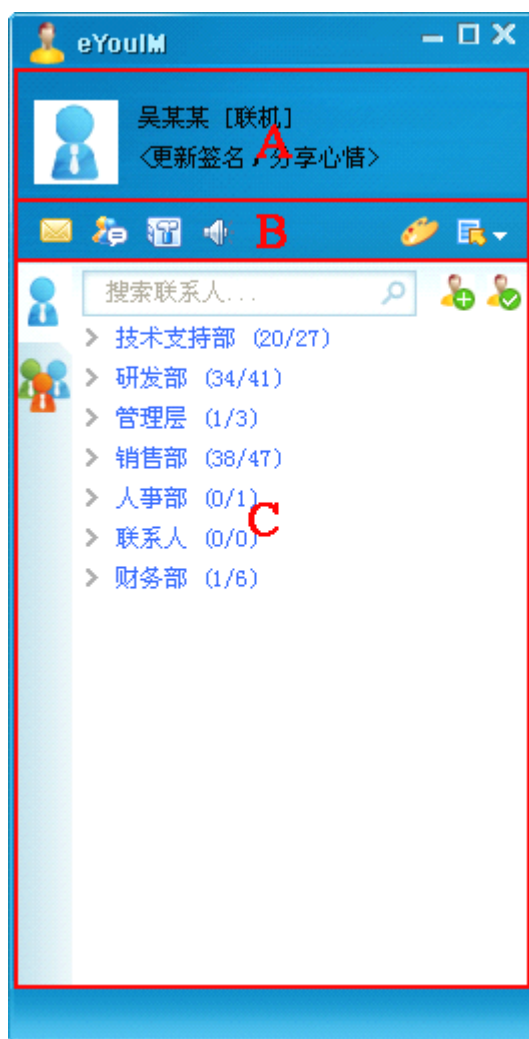 eYouIM
吴某某 [联机]
<更新签名，分享心情>
A
B
搜索联系人...
技术支持部 (20/27)
研发部 (34/41)
管理层 (1/3)
销售部 (38/47)
人事部 (0/1)
C
联系人 (0/0)
财务部 (1/6)